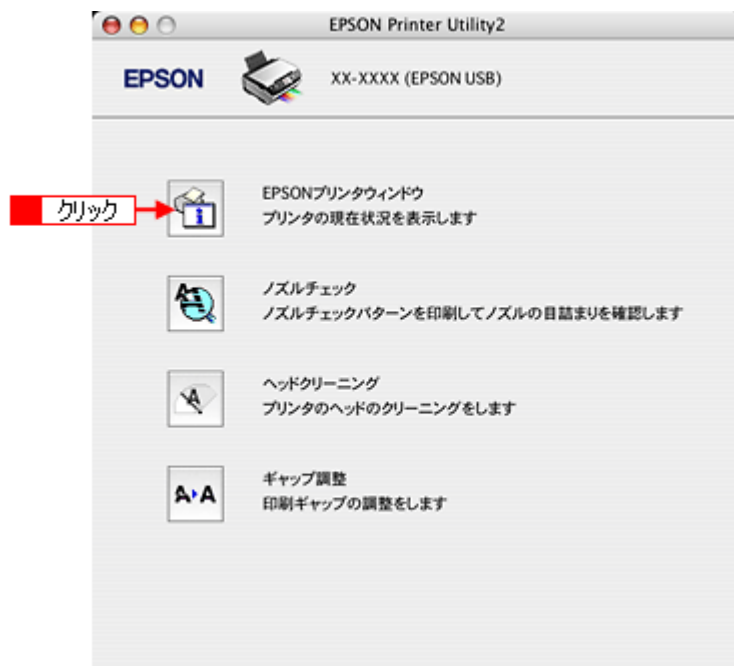 EPSON Printer Utility2
EPSON
XX-XXXX (EPSON USB)
EPSONプリンタウィンドウ
プリンタの現在状況を表示します
クリック
ノズルチェック
ノズルチェックパターンを印刷してノズルの目詰まりを確認します
ヘッドクリーニング
プリンタのヘッドのクリーニングをします
ギャップ調整
印刷ギャップの調整をします